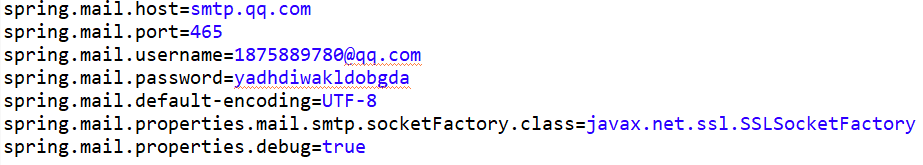 spring.mail.host=smtp.qq.com
spring.mail.port=465
spring.mail.username=1875889780@qq.com
spring.mail.password=yadhdiwakldobgda
spring.mail.default-encoding=UTF-8
spring.mail.properties.mail.smtp.socketFactory.class=javax.net.ssl.SSLSocketFactory
spring.mail.properties.debug=true